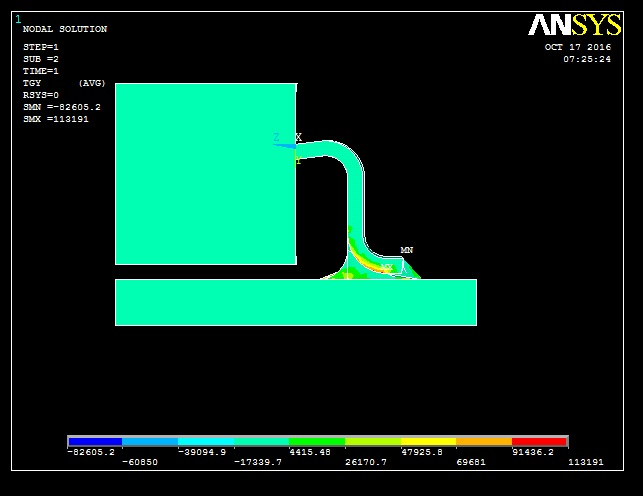 1
NODAL SOLUTION
ANSYS
STEP=1
SUB =2
TIME=1
TGY (AVG)
RSYS=0
SMN =-82605.2
SMX =113191
OCT 17 2016
07:25:24
Z X
Y
MN
MX
-82605.2 -39094.9 4415.48 47925.8 91436.2
-60850 -17339.7 26170.7 69681 113191